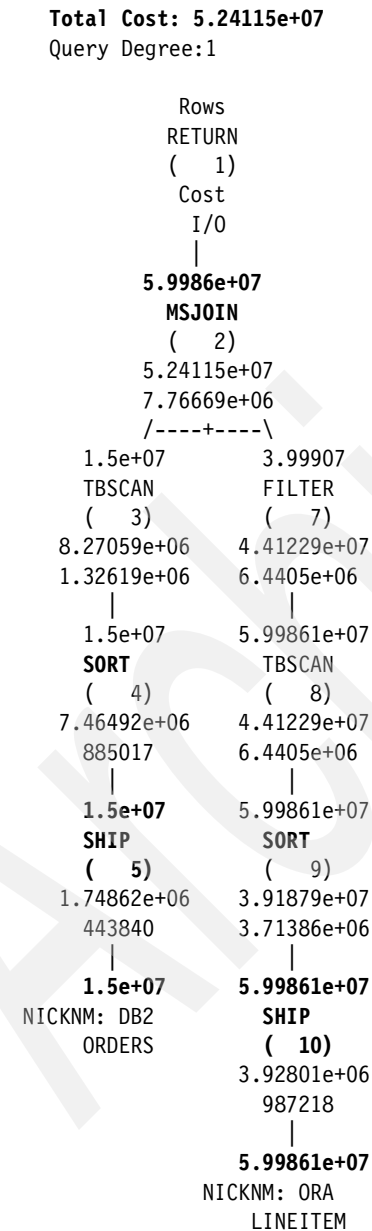 Total Cost: 5.24115e+07
Query Degree:1
Rows
RETURN
( 1)
Cost
I/O
|
5.9986e+07
MSJOIN
( 2)
5.24115e+07
7.76669e+06
/----+----\
1.5e+07 3.99907
TBSCAN FILTER
( 3) ( 7)
8.27059e+06 4.41229e+07
1.32619e+06 6.4405e+06
| |
1.5e+07 5.99861e+07
SORT TBSCAN
( 4) ( 8)
7.46492e+06 4.41229e+07
885017 6.4405e+06
| |
1.5e+07 5.99861e+07
SHIP SORT
( 5) ( 9)
1.74862e+06 3.91879e+07
443840 3.71386e+06
| |
1.5e+07 5.99861e+07
NICKNM: DB2 SHIP
ORDERS ( 10)
3.92801e+06
987218
|
5.99861e+07
NICKNM: ORA
LINEITEM